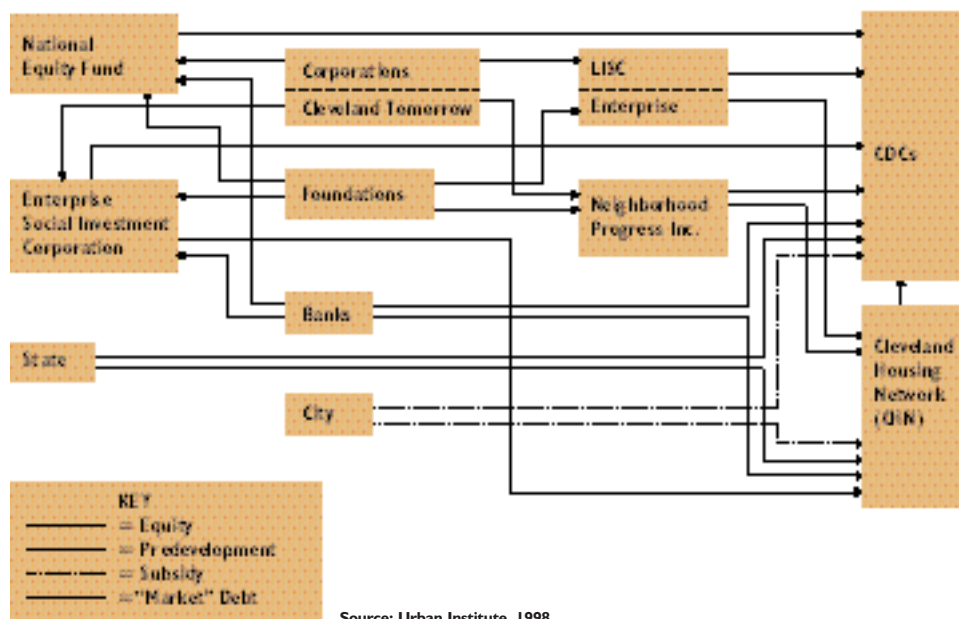 National
Equity Fund
Corporations
Cleveland Tomorrow
LISC
Enterprise
CDCs
Enterprise
Social Investment
Corporation
Foundations
Neighborhood
Progress Inc.
Banks
State
City
Cleveland
Housing
Network
(CHN)
KEY
= Equity
= Predevelopment
= Subsidy
="Market" Debt
Source: Urban Institute, 1998